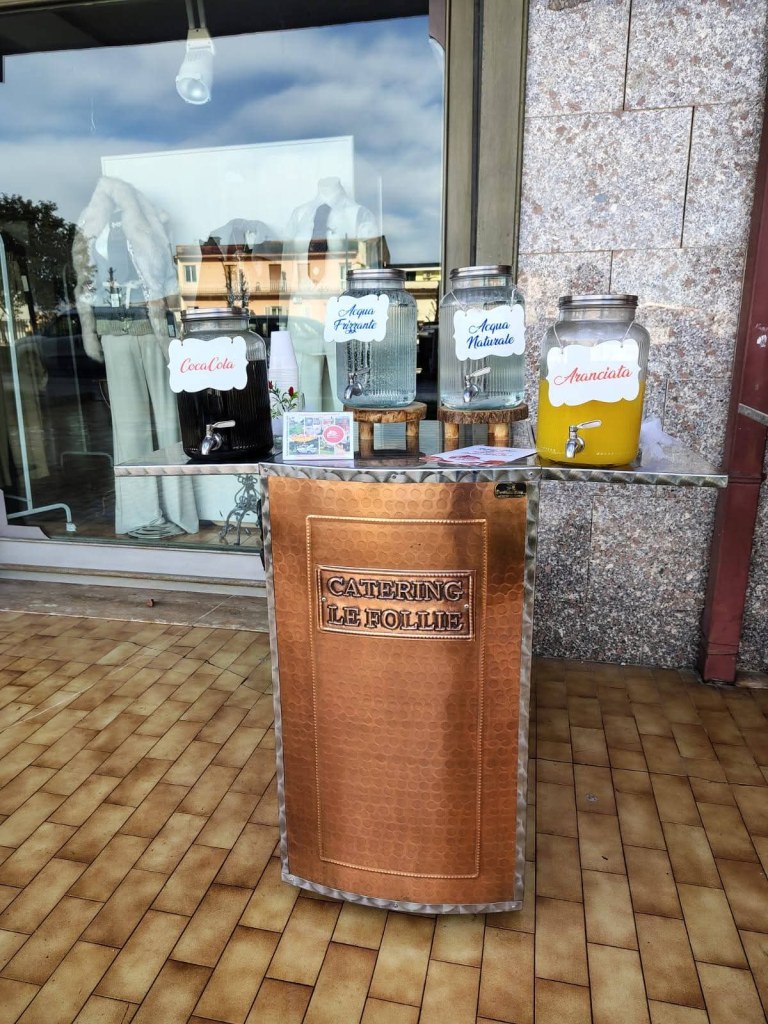 CocaCola
Acqua
Frizzante
Acqua
Naturale
Aranciata
CATERING
LE FOLLIE